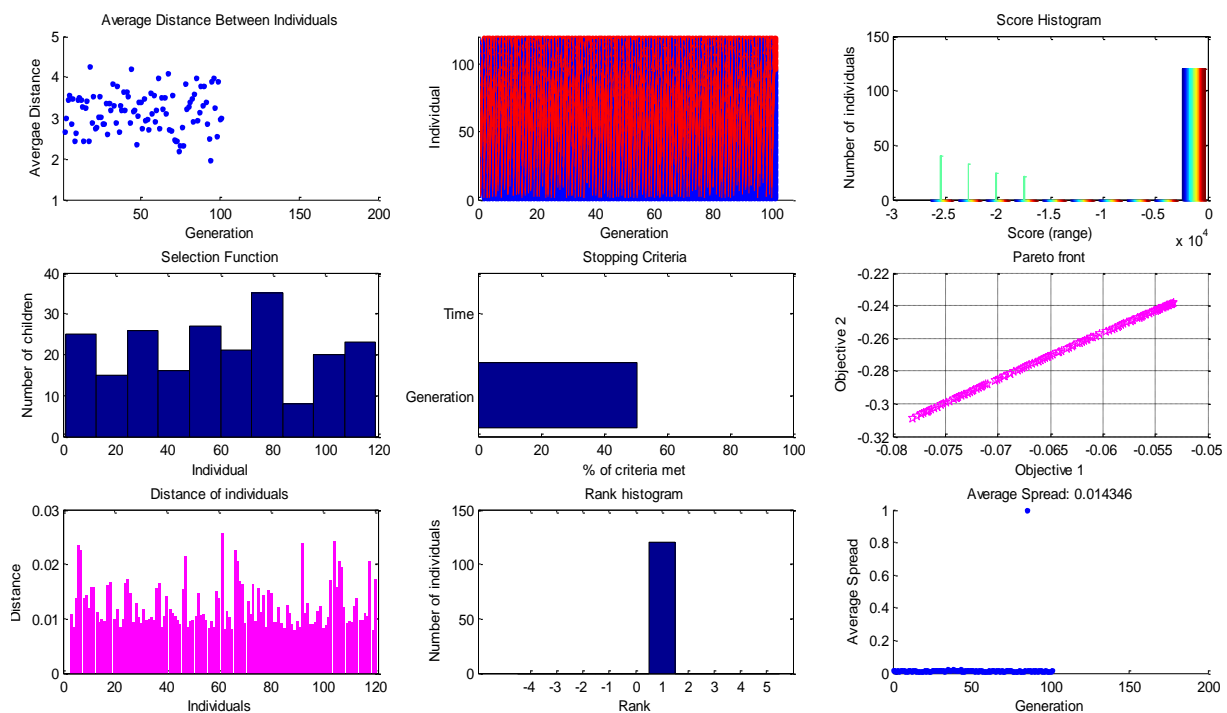 Average Distance Between Individuals
5
4
3
2
1
Avergae Distance
50 100 150 200
Generation
100
50
0
Individual
0 20 40 60 80 100
Generation
Score Histogram
150
100
50
0
Number of individuals
-3 -2.5 -2 -1.5 -1 -0.5 0
Score (range)
x 10^4
Selection Function
40
30
20
10
0
Number of children
0 20 40 60 80 100 120
Individual
Stopping Criteria
Time
Generation
0 20 40 60 80 100
% of criteria met
Pareto front
-0.22
-0.24
-0.26
-0.28
-0.3
-0.32
Objective 2
-0.08 -0.075 -0.07 -0.065 -0.06 -0.055 -0.05
Objective 1
Distance of individuals
0.03
0.02
0.01
0
Distance
0 20 40 60 80 100 120
Individuals
Rank histogram
150
100
50
0
Number of individuals
-4 -3 -2 -1 0 1 2 3 4 5
Rank
Average Spread: 0.014346
1
0.8
0.6
0.4
0.2
0
Average Spread
0 50 100 150 200
Generation